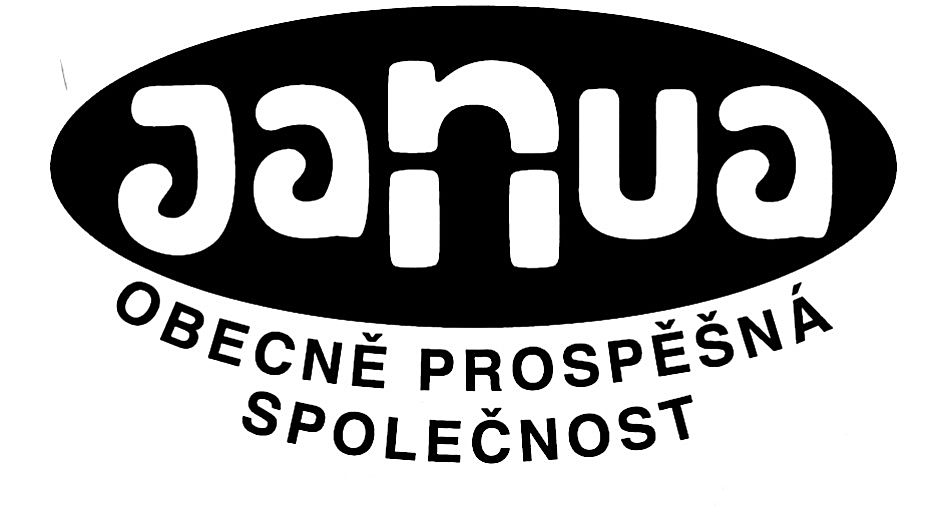 Janua
OBECNĚ PROSPĚŠNÁ
SPOLEČNOST